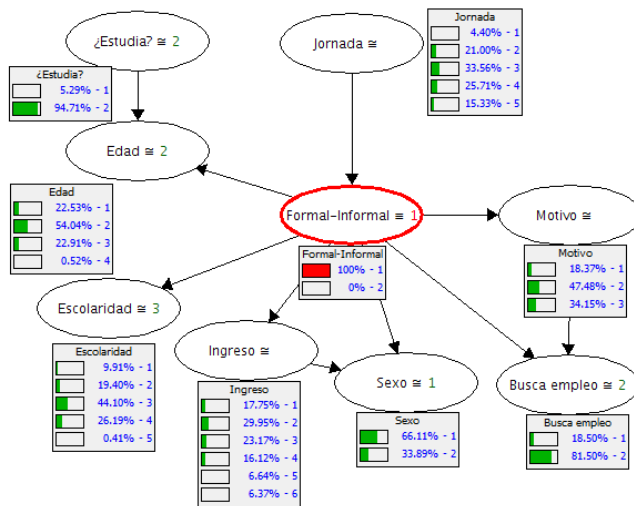 ¿Estudia? ≅ 2
¿Estudia?
5.29% - 1
94.71% - 2
Jornada ≅
Jornada
4.40% - 1
21.00% - 2
33.56% - 3
25.71% - 4
15.33% - 5
Edad ≅ 2
Edad
22.53% - 1
54.04% - 2
22.91% - 3
0.52% - 4
Formal-Informal ≅ 1
Formal-Informal
100% - 1
0% - 2
Motivo ≅
Motivo
18.37% - 1
47.48% - 2
34.15% - 3
Escolaridad ≅ 3
Escolaridad
9.91% - 1
19.40% - 2
44.10% - 3
26.19% - 4
0.41% - 5
Ingreso ≅
Ingreso
17.75% - 1
29.95% - 2
23.17% - 3
16.12% - 4
6.64% - 5
6.37% - 6
Sexo ≅ 1
Sexo
66.11% - 1
33.89% - 2
Busca empleo ≅ 2
Busca empleo
18.50% - 1
81.50% - 2